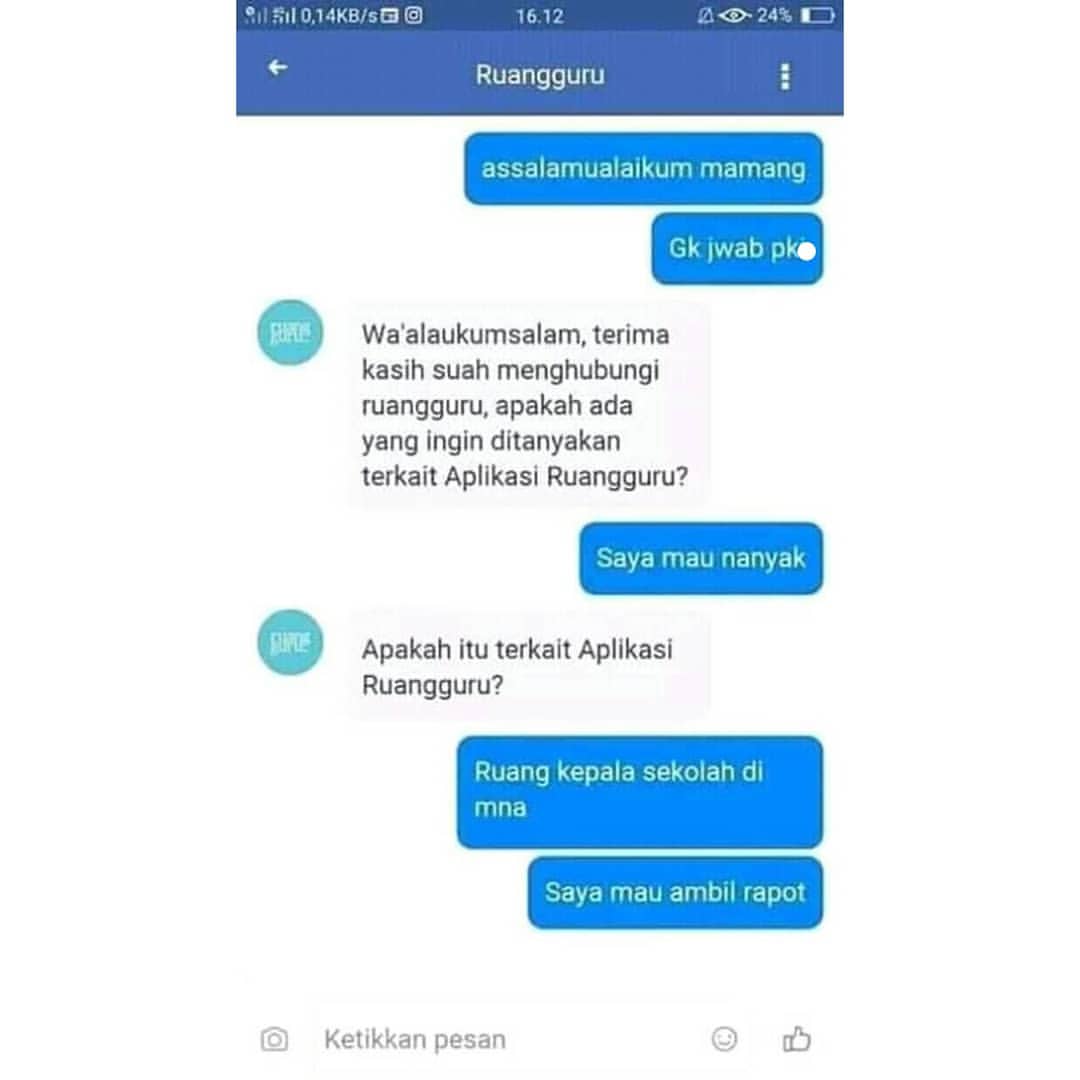 0,14KB/s
16.12
24%
Ruangguru
assalamualaikum mamang
Gk jwab
Wa'alaukumsalam, terima
kasih suah menghubungi
ruangguru, apakah ada
yang ingin ditanyakan
terkait Aplikasi Ruangguru?
Saya mau nanyak
Apakah itu terkait Aplikasi
Ruangguru?
Ruang kepala sekolah di
mna
Saya mau ambil rapot
Ketikkan pesan